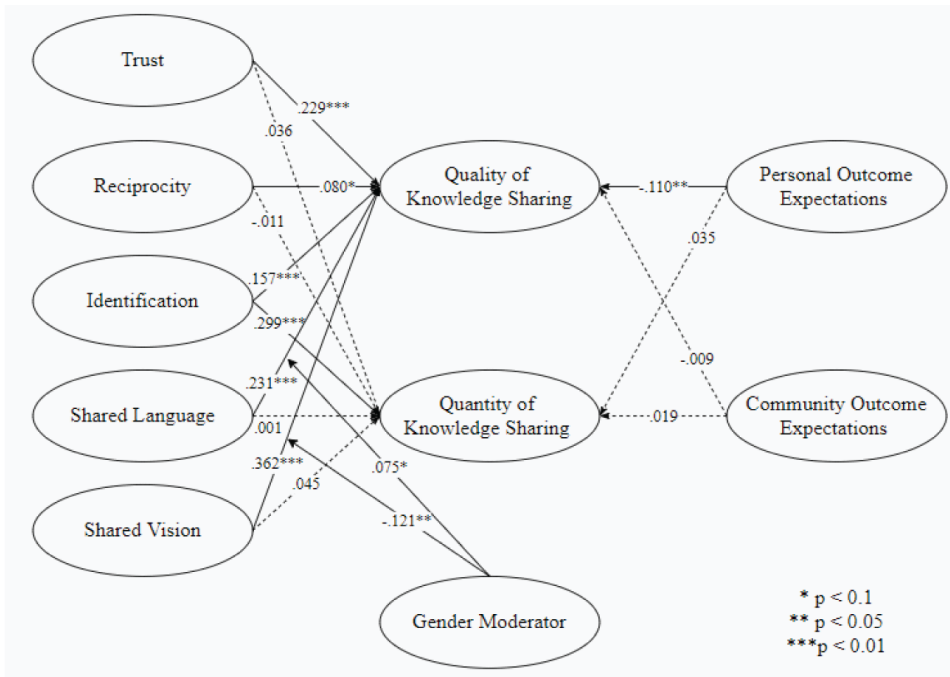 Trust
.229***
.036
Reciprocity
.080*
-.011
Quality of
Knowledge Sharing
-.110**
Personal Outcome
Expectations
.035
Identification
.157***
.299***
-.009
Shared Language
.231***
.001
Quantity of
Knowledge Sharing
.019
Community Outcome
Expectations
.362***
.045
.075*
Shared Vision
-.121**
Gender Moderator
* p < 0.1
** p < 0.05
***p < 0.01